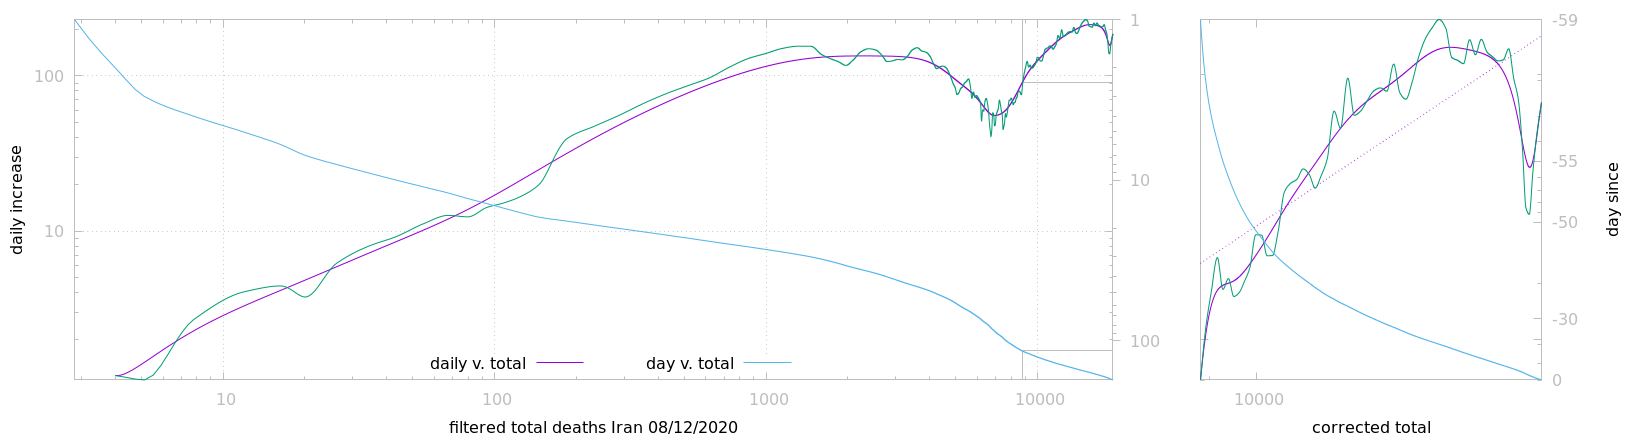 daily increase
100
10
daily v. total
day v. total
10
100
1000
10000
filtered total deaths Iran 08/12/2020
1
10
100
10000
corrected total
-59
-55
-50
-30
0
day since